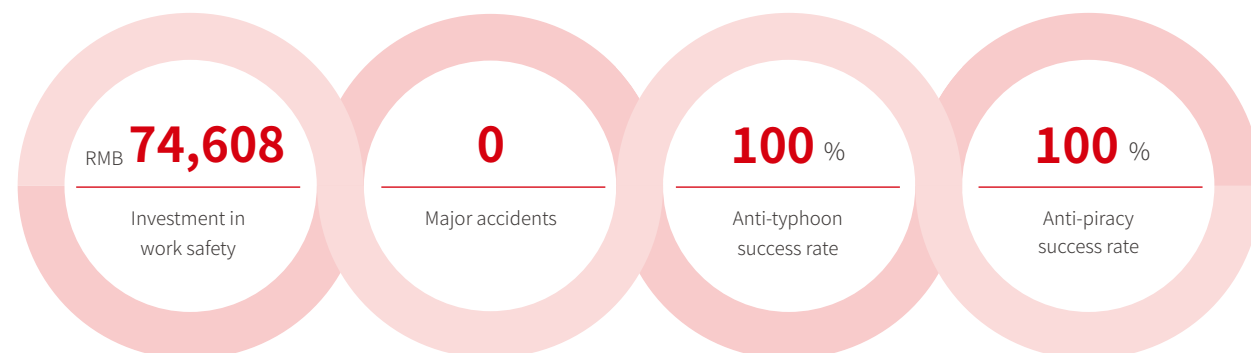 RMB 74,608
Investment in
work safety
0
Major accidents
100 %
Anti-typhoon
success rate
100 %
Anti-piracy
success rate